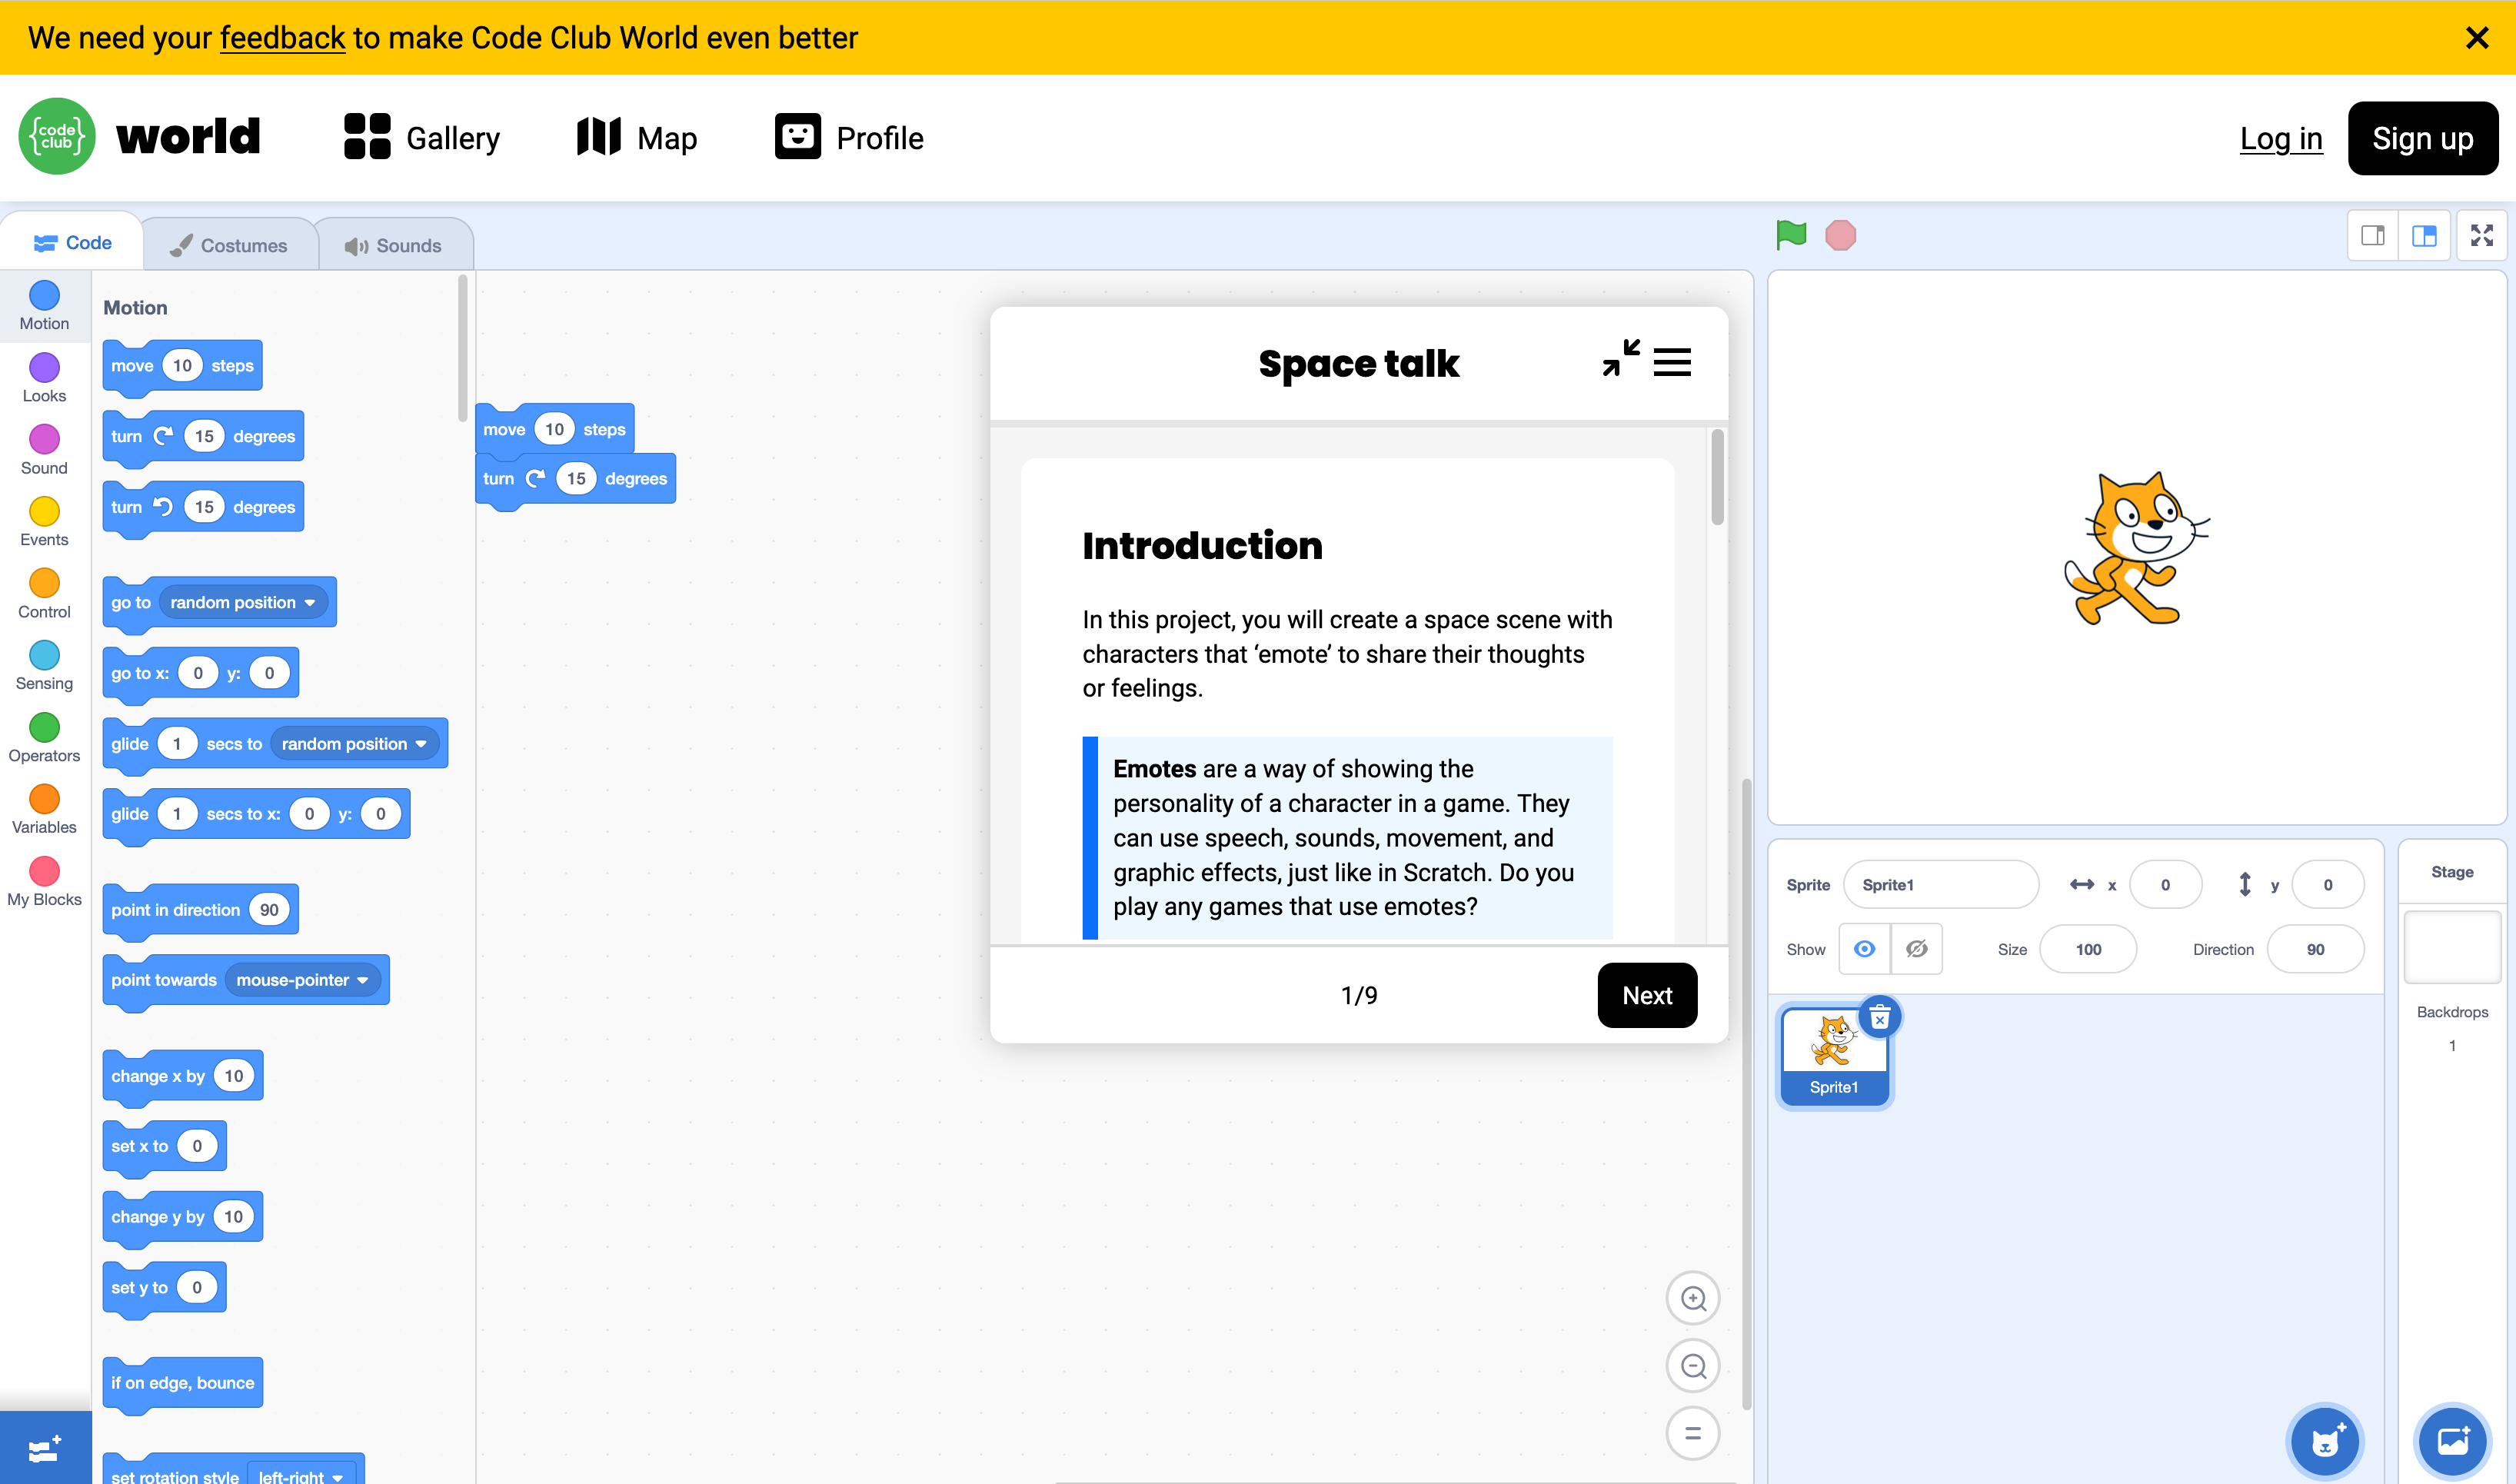 We need your feedback to make Code Club World even better
{code club}
world
Gallery
Map
Profile
Log in
Sign up
Code
Costumes
Sounds
Motion
Looks
Sound
Events
Control
Sensing
Operators
Variables
My Blocks
Motion
move 10 steps
turn 15 degrees
turn 15 degrees
go to random position
go to x: 0 y: 0
glide 1 secs to random position
glide 1 secs to x: 0 y: 0
point in direction 90
point towards mouse-pointer
change x by 10
set x to 0
change y by 10
set y to 0
if on edge, bounce
set rotation style left-right
move 10 steps
turn 15 degrees
Space talk
Introduction
In this project, you will create a space scene with
characters that ‘emote’ to share their thoughts
or feelings.
Emotes are a way of showing the
personality of a character in a game. They
can use speech, sounds, movement, and
graphic effects, just like in Scratch. Do you
play any games that use emotes?
1/9
Next
Sprite Sprite1 x 0 y 0
Show Size 100 Direction 90
Sprite1
Stage
Backdrops
1